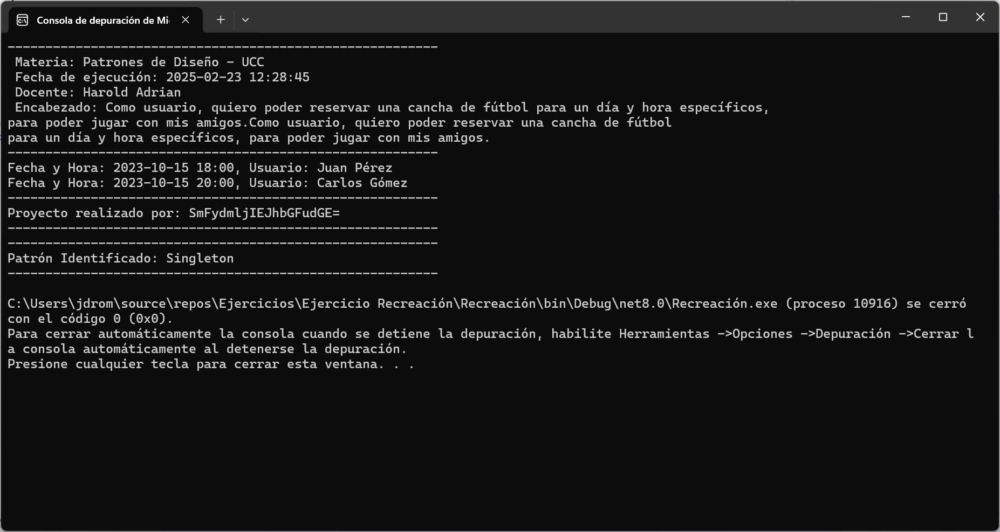 Consola de depuración de Mi
---------------------------------------------------------
Materia: Patrones de Diseño - UCC
Fecha de ejecución: 2025-02-23 12:28:45
Docente: Harold Adrian
Encabezado: Como usuario, quiero poder reservar una cancha de fútbol para un día y hora específicos,
para poder jugar con mis amigos.Como usuario, quiero poder reservar una cancha de fútbol
para un día y hora específicos, para poder jugar con mis amigos.
---------------------------------------------------------
Fecha y Hora: 2023-10-15 18:00, Usuario: Juan Pérez
Fecha y Hora: 2023-10-15 20:00, Usuario: Carlos Gómez
---------------------------------------------------------
Proyecto realizado por: SmFydmljIEJhbGFudGE=
---------------------------------------------------------
---------------------------------------------------------
Patrón Identificado: Singleton
---------------------------------------------------------
C:\Users\jdrom\source\repos\Ejercicios\Ejercicio Recreación\Recreación\bin\Debug\net8.0\Recreación.exe (proceso 10916) se cerró
con el código 0 (0x0).
Para cerrar automáticamente la consola cuando se detiene la depuración, habilite Herramientas ->Opciones ->Depuración ->Cerrar l
a consola automáticamente al detenerse la depuración.
Presione cualquier tecla para cerrar esta ventana. . .